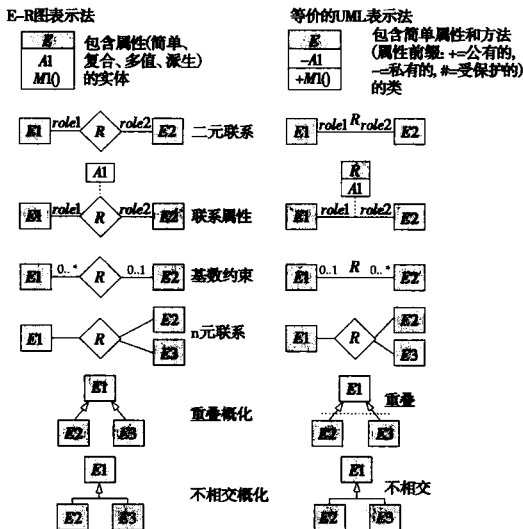 E-R图表示法
等价的UML表示法
E
A1
M1()
包含属性(简单、
复合、多值、派生)
的实体
E
–A1
+M1()
包含简单属性和方法
(属性前缀: +=公有的,
–=私有的, #=受保护的)
的类
E1 role1 R role2 E2 二元联系
E1 role1 R role2 E2
A1
E1 role1 R role2 E2 联系属性
R
A1
E1 role1 role2 E2
E1 0..* R 0..1 E2 基数约束
E1 0..1 R 0..* E2
E1 R E2 E3 n元联系
E1 R E2 E3
E1
重叠概化
E2 E3
E1 重叠
E2 E3
E1
不相交概化
E2 E3
E1 不相交
E2 E3